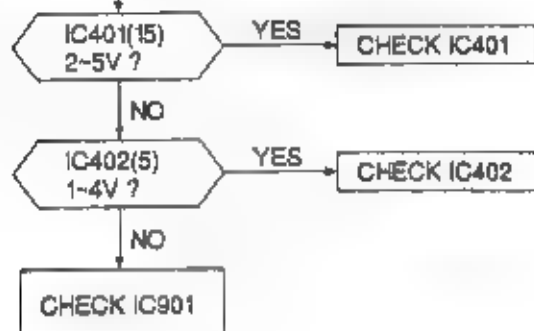 IC401(15)
2~5V ?
YES
CHECK IC401
NO
IC402(5)
1~4V ?
YES
CHECK IC402
NO
CHECK IC901